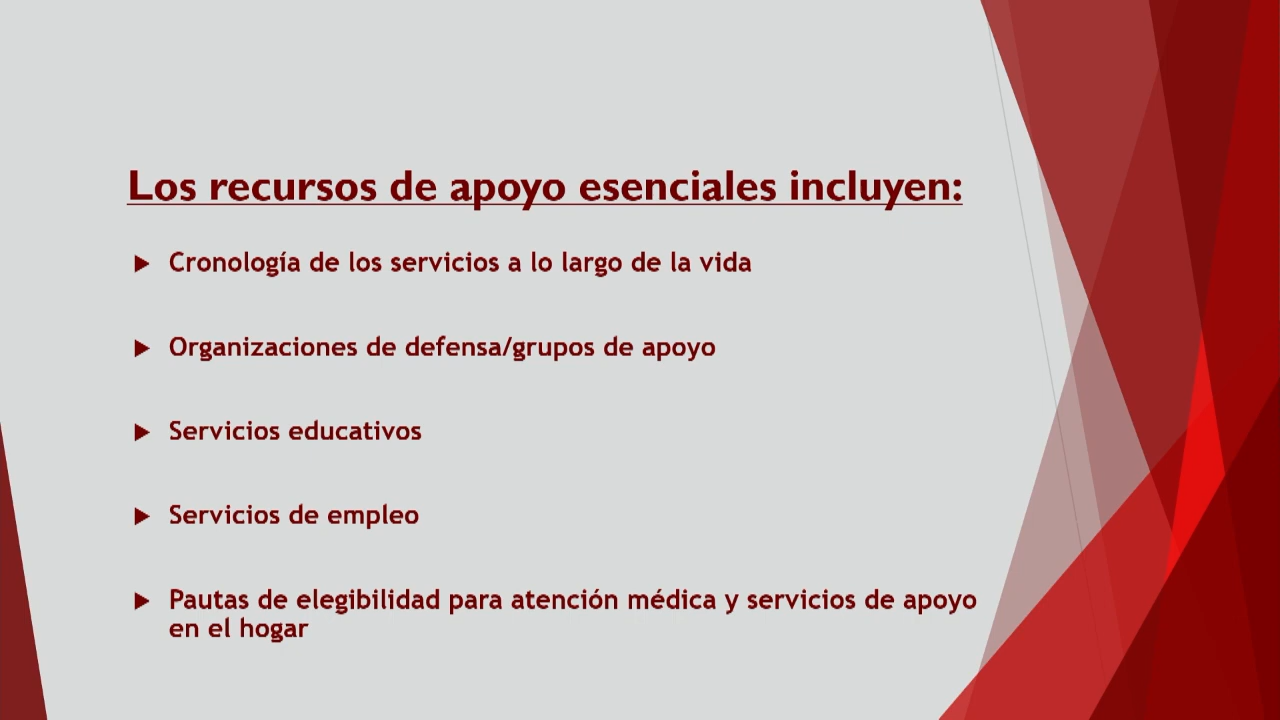 Los recursos de apoyo esenciales incluyen:
Cronología de los servicios a lo largo de la vida
Organizaciones de defensa/grupos de apoyo
Servicios educativos
Servicios de empleo
Pautas de elegibilidad para atención médica y servicios de apoyo
en el hogar